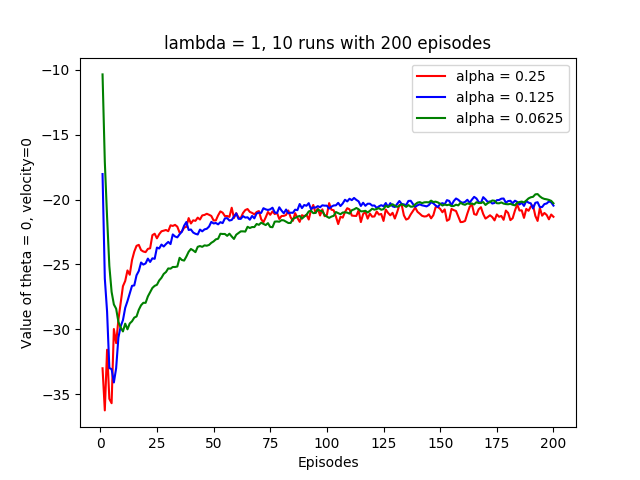 lambda = 1, 10 runs with 200 episodes
alpha = 0.25
alpha = 0.125
alpha = 0.0625
Value of theta = 0, velocity=0
−10
−15
−20
−25
−30
−35
0 25 50 75 100 125 150 175 200
Episodes